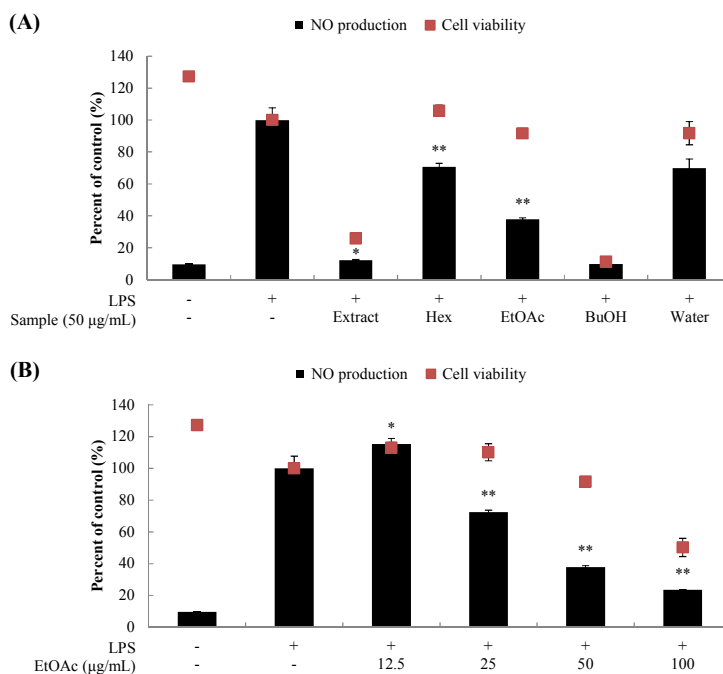 (A)
NO production Cell viability
Percent of control (%)
140
120
100
80
60
40
20
0
* ** **
LPS - + + + + + +
Sample (50 μg/mL) - - Extract Hex EtOAc BuOH Water
(B)
NO production Cell viability
Percent of control (%)
140
120
100
80
60
40
20
0
* ** ** **
LPS - + + + + +
EtOAc (μg/mL) - - 12.5 25 50 100